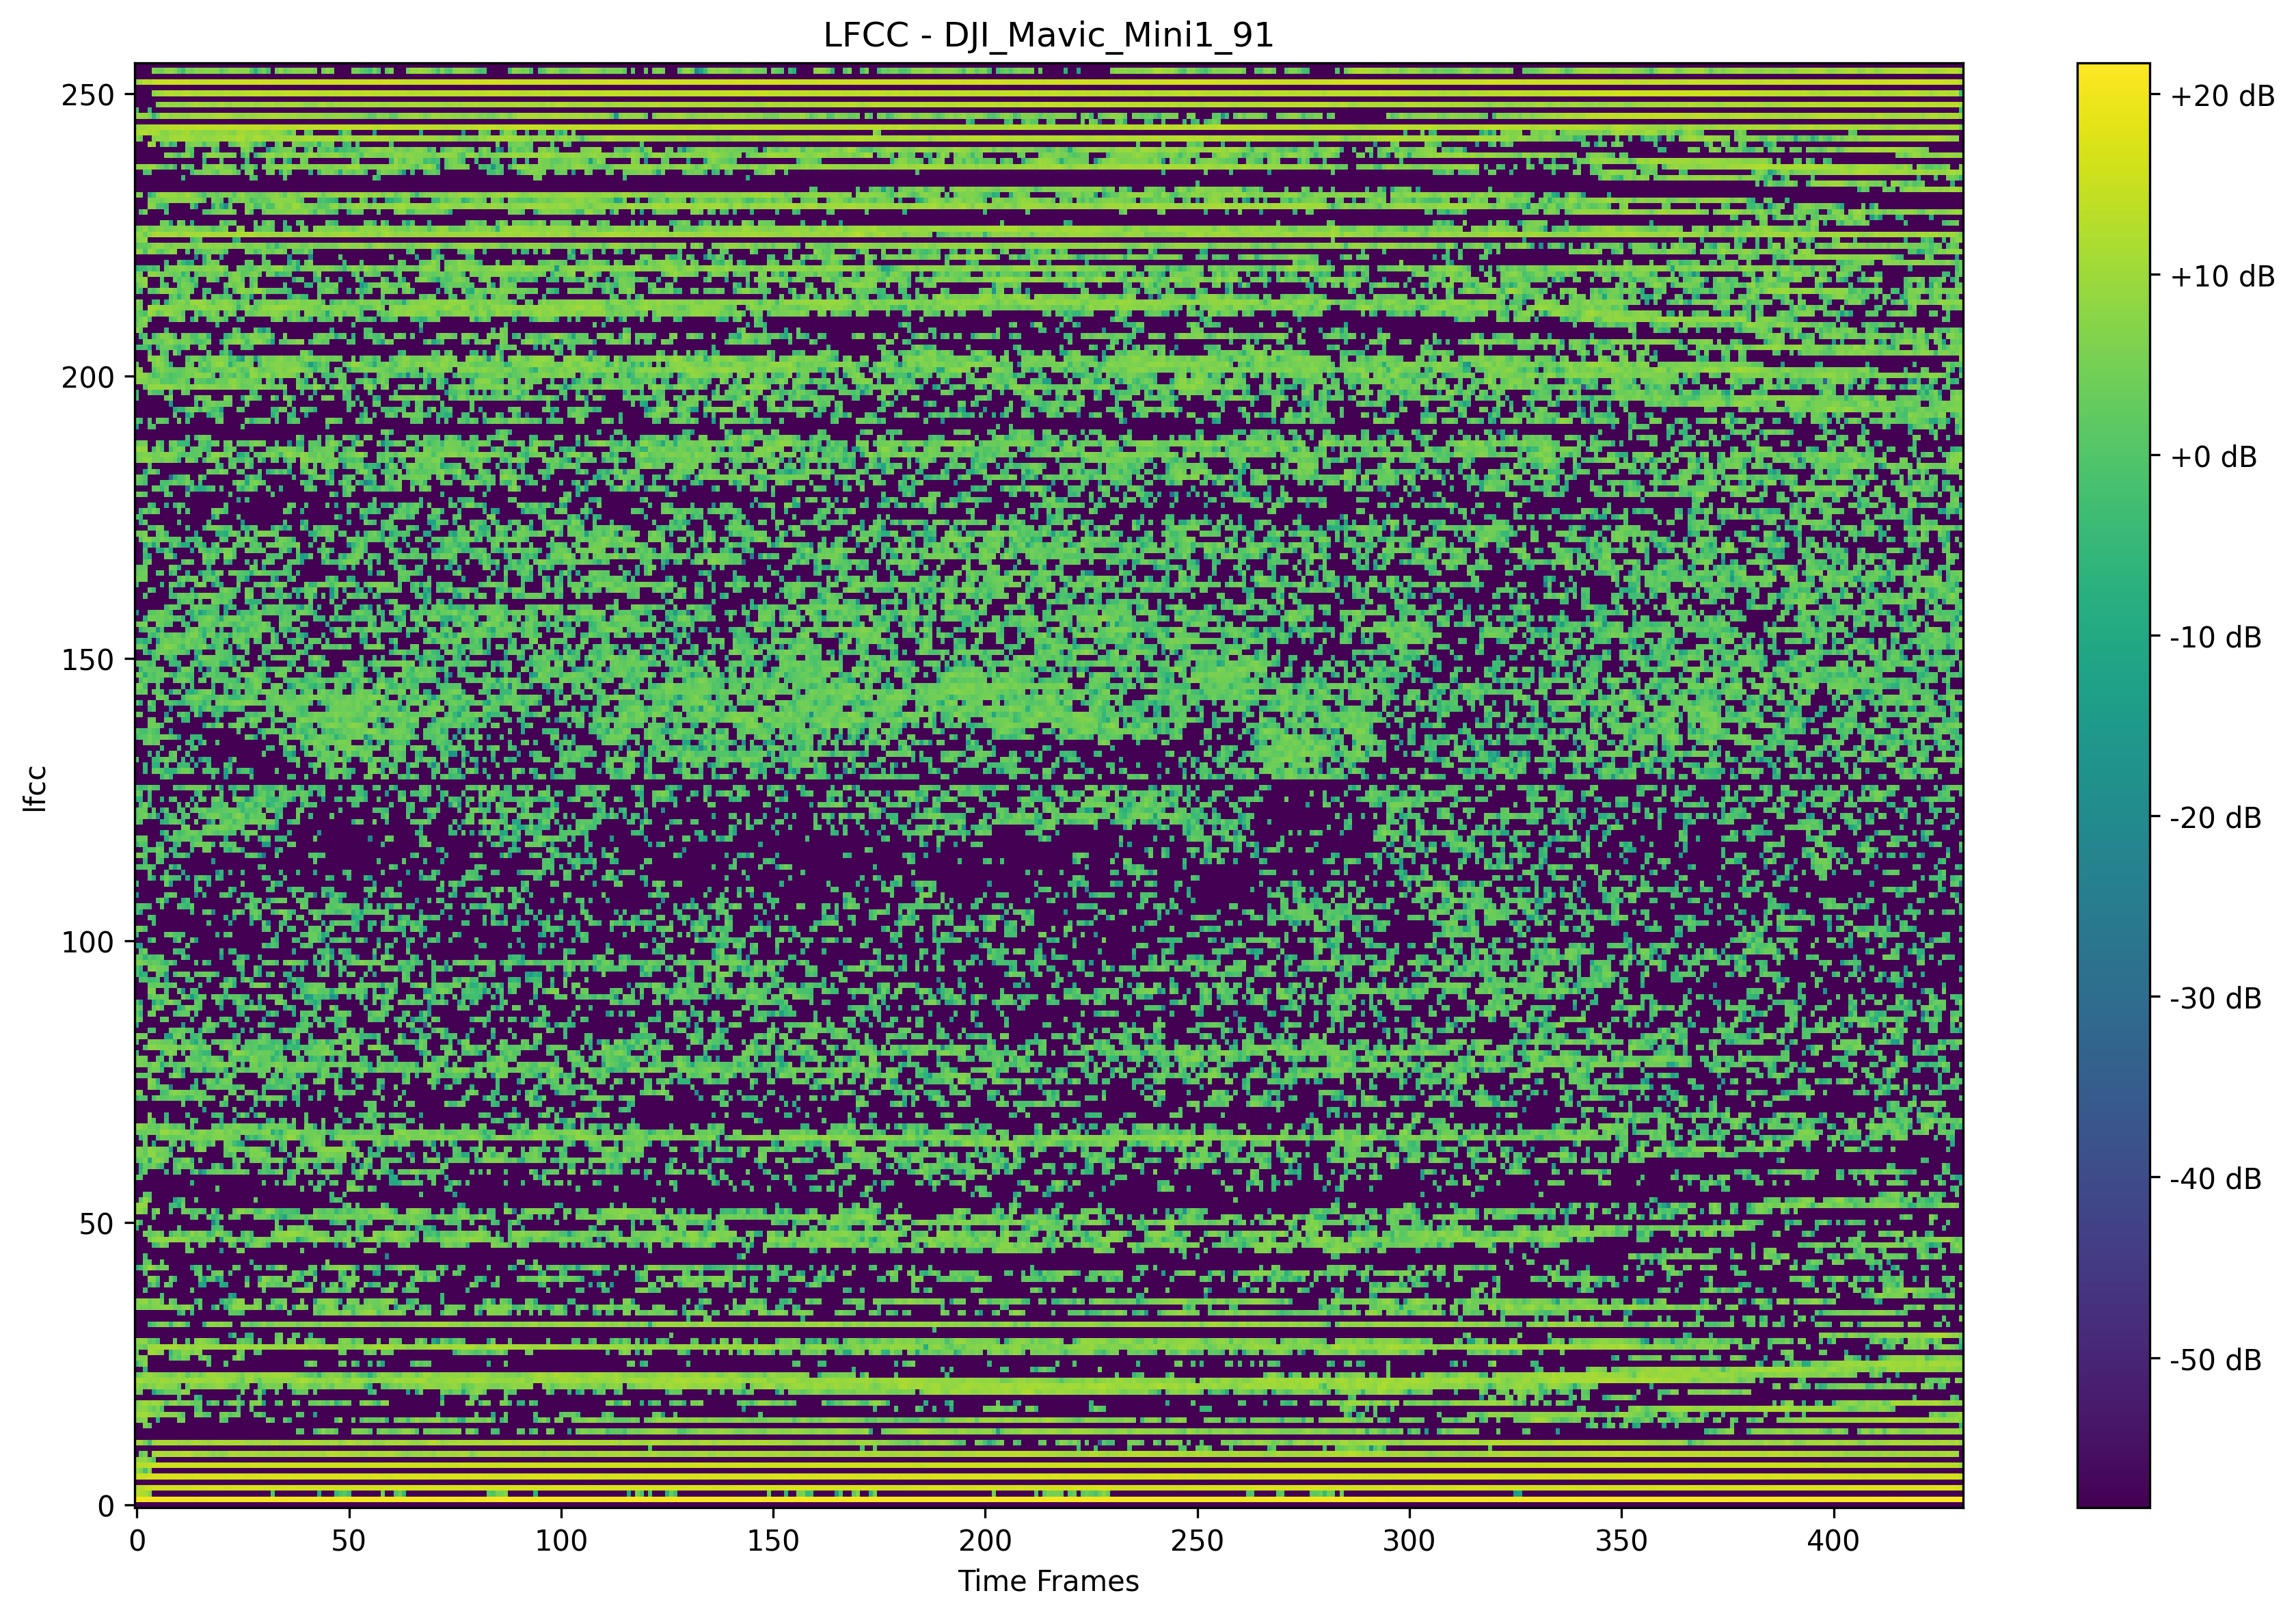 LFCC - DJI_Mavic_Mini1_91
250
200
150
100
50
0
lfcc
0 50 100 150 200 250 300 350 400
Time Frames
+20 dB
+10 dB
+0 dB
-10 dB
-20 dB
-30 dB
-40 dB
-50 dB